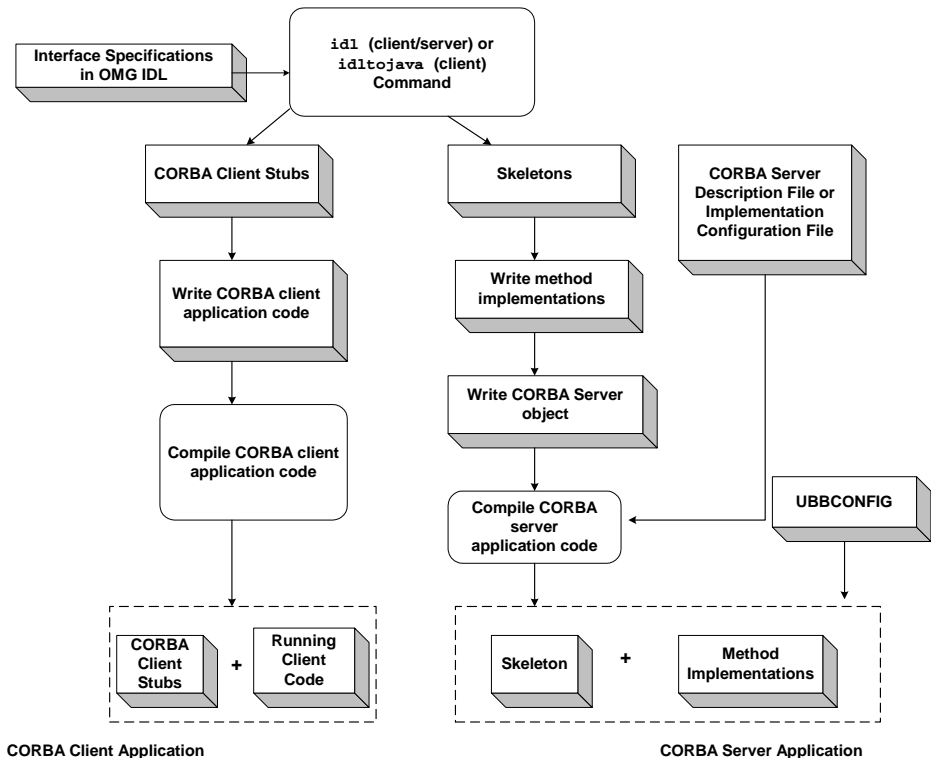 Interface Specifications
in OMG IDL
idl (client/server) or
idltojava (client)
Command
CORBA Client Stubs
Skeletons
CORBA Server
Description File or
Implementation
Configuration File
Write CORBA client
application code
Write method
implementations
Write CORBA Server
object
Compile CORBA client
application code
Compile CORBA
server
application code
UBBCONFIG
CORBA
Client
Stubs
+
Running
Client
Code
Skeleton
+
Method
Implementations
CORBA Client Application
CORBA Server Application